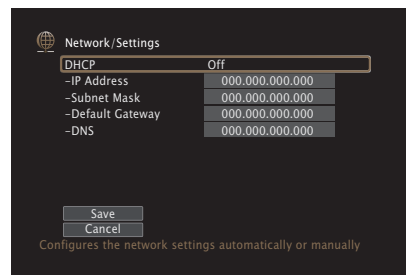 Network/Settings
DHCP Off
–IP Address 000.000.000.000
–Subnet Mask 000.000.000.000
–Default Gateway 000.000.000.000
–DNS 000.000.000.000
Save
Cancel
Configures the network settings automatically or manually